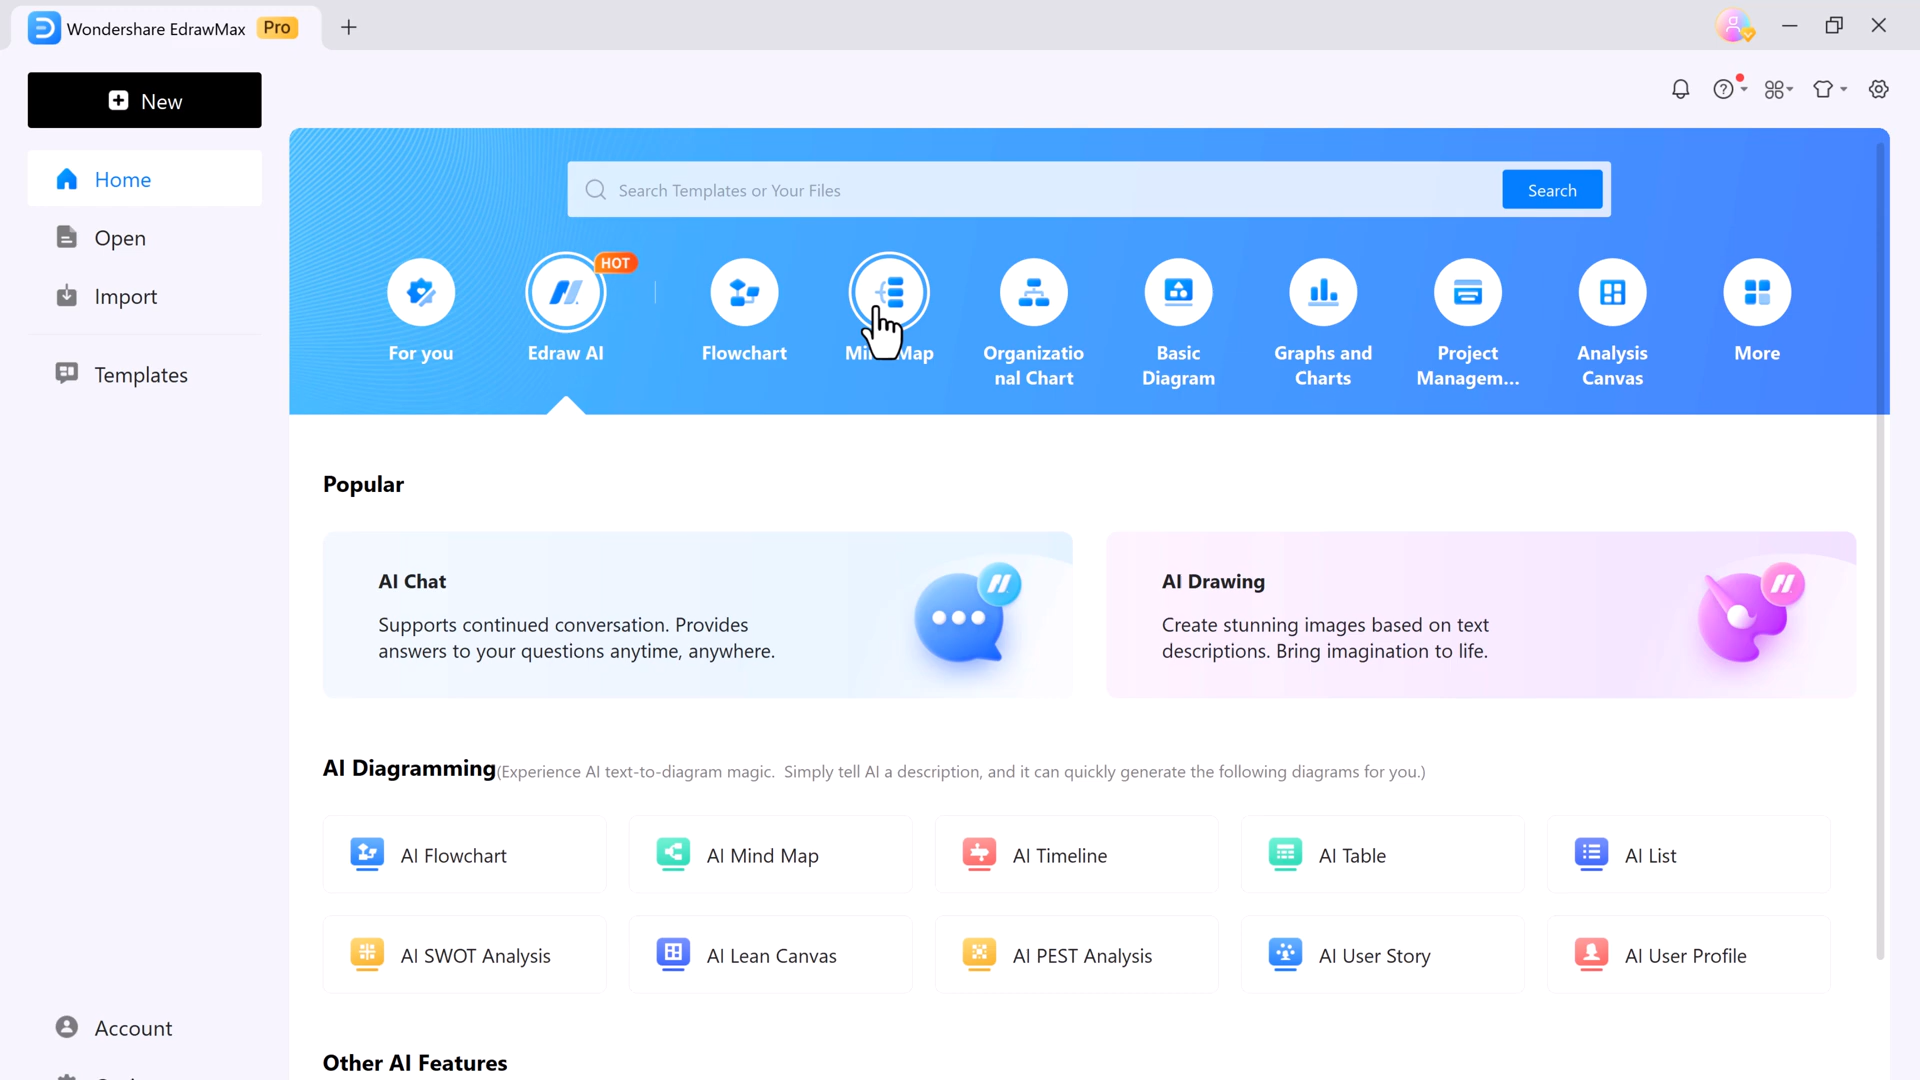 Wondershare EdrawMax Pro
New
Home
Open
Import
Templates
Account
Search Templates or Your Files
Search
HOT
For you
Edraw AI
Flowchart
Map
Organizatio
nal Chart
Basic
Diagram
Graphs and
Charts
Project
Managem...
Analysis
Canvas
More
Popular
AI Chat
Supports continued conversation. Provides
answers to your questions anytime, anywhere.
AI Drawing
Create stunning images based on text
descriptions. Bring imagination to life.
AI Diagramming(Experience AI text-to-diagram magic. Simply tell AI a description, and it can quickly generate the following diagrams for you.)
AI Flowchart
AI Mind Map
AI Timeline
AI Table
AI List
AI SWOT Analysis
AI Lean Canvas
AI PEST Analysis
AI User Story
AI User Profile
Other AI Features